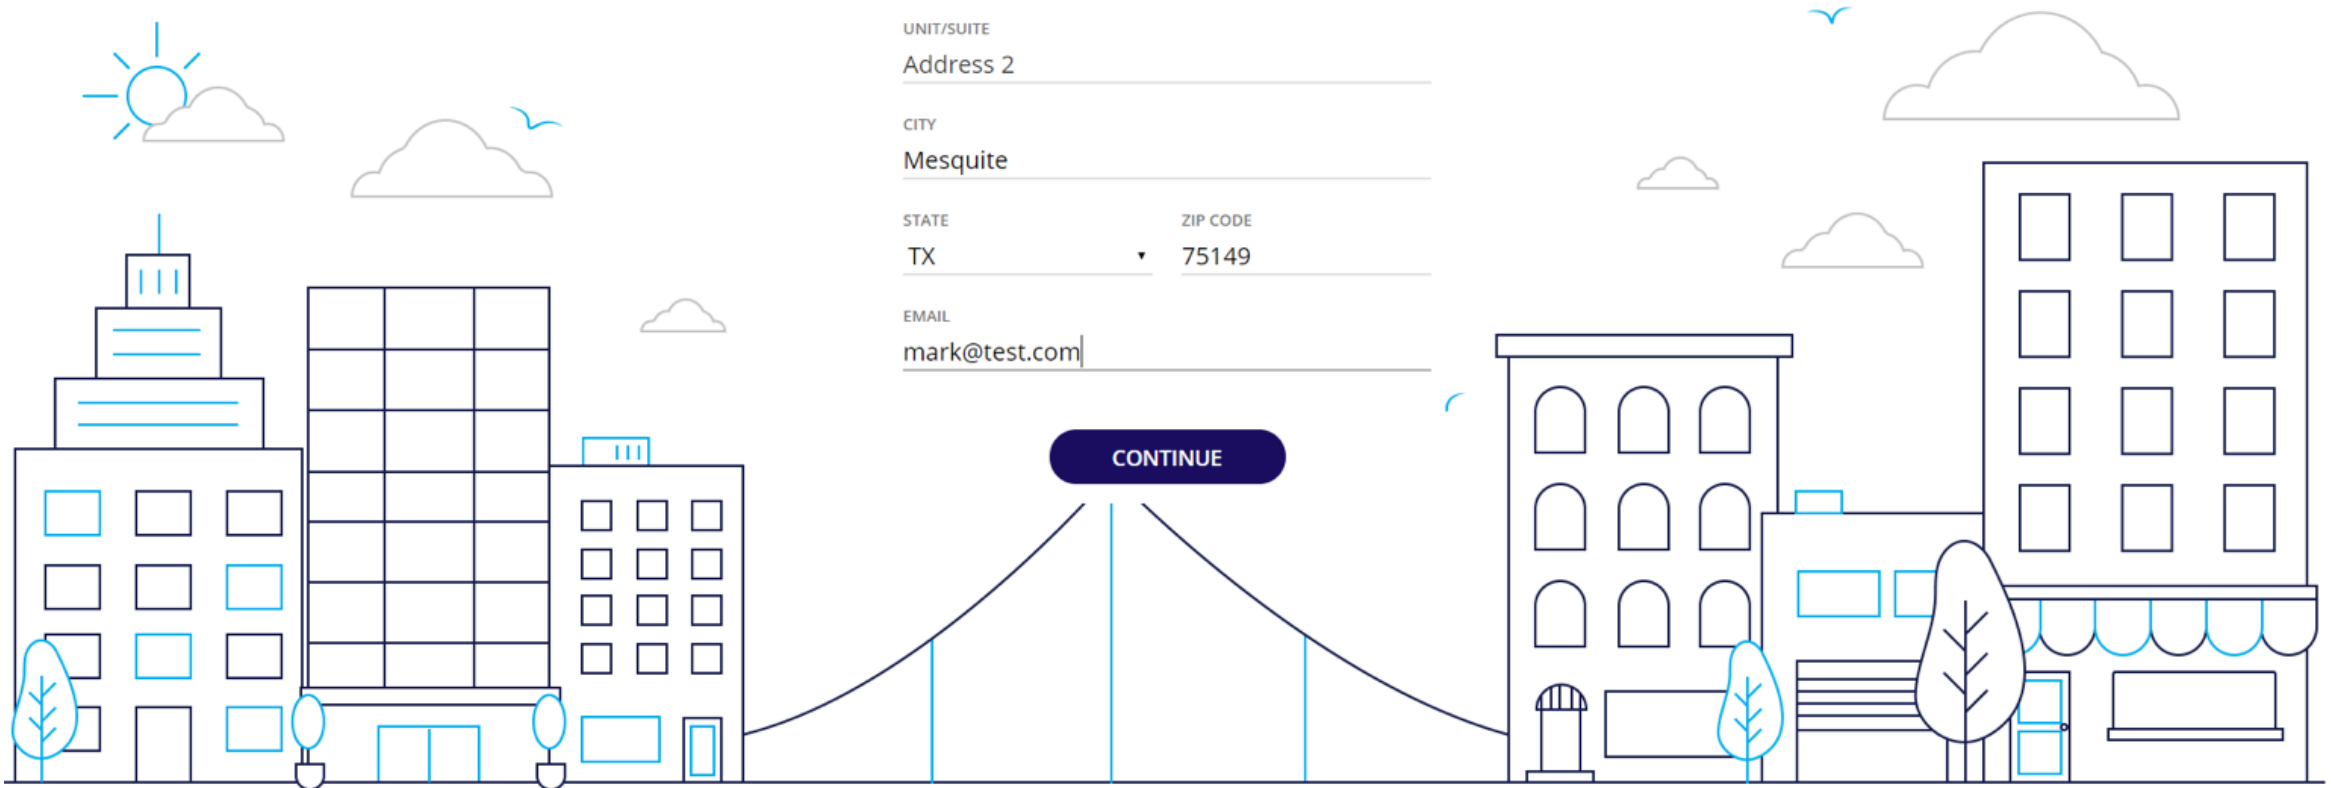 UNIT/SUITE
Address 2
CITY
Mesquite
STATE ZIP CODE
TX 75149
EMAIL
mark@test.com
CONTINUE